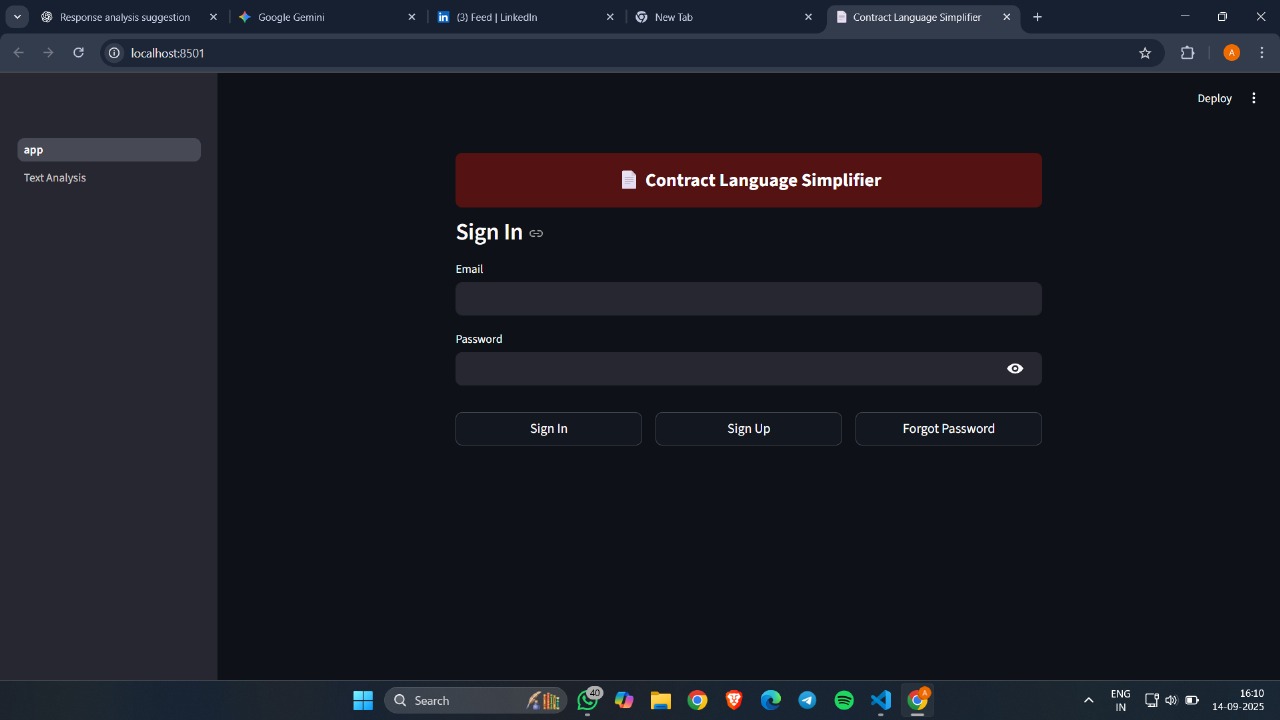 Response analysis suggestion
Google Gemini
(3) Feed | LinkedIn
New Tab
Contract Language Simplifier
localhost:8501
A
Deploy
app
Text Analysis
Contract Language Simplifier
Sign In
Email
Password
Sign In
Sign Up
Forgot Password
Search
40
A
ENG
IN
16:10
14-09-2025